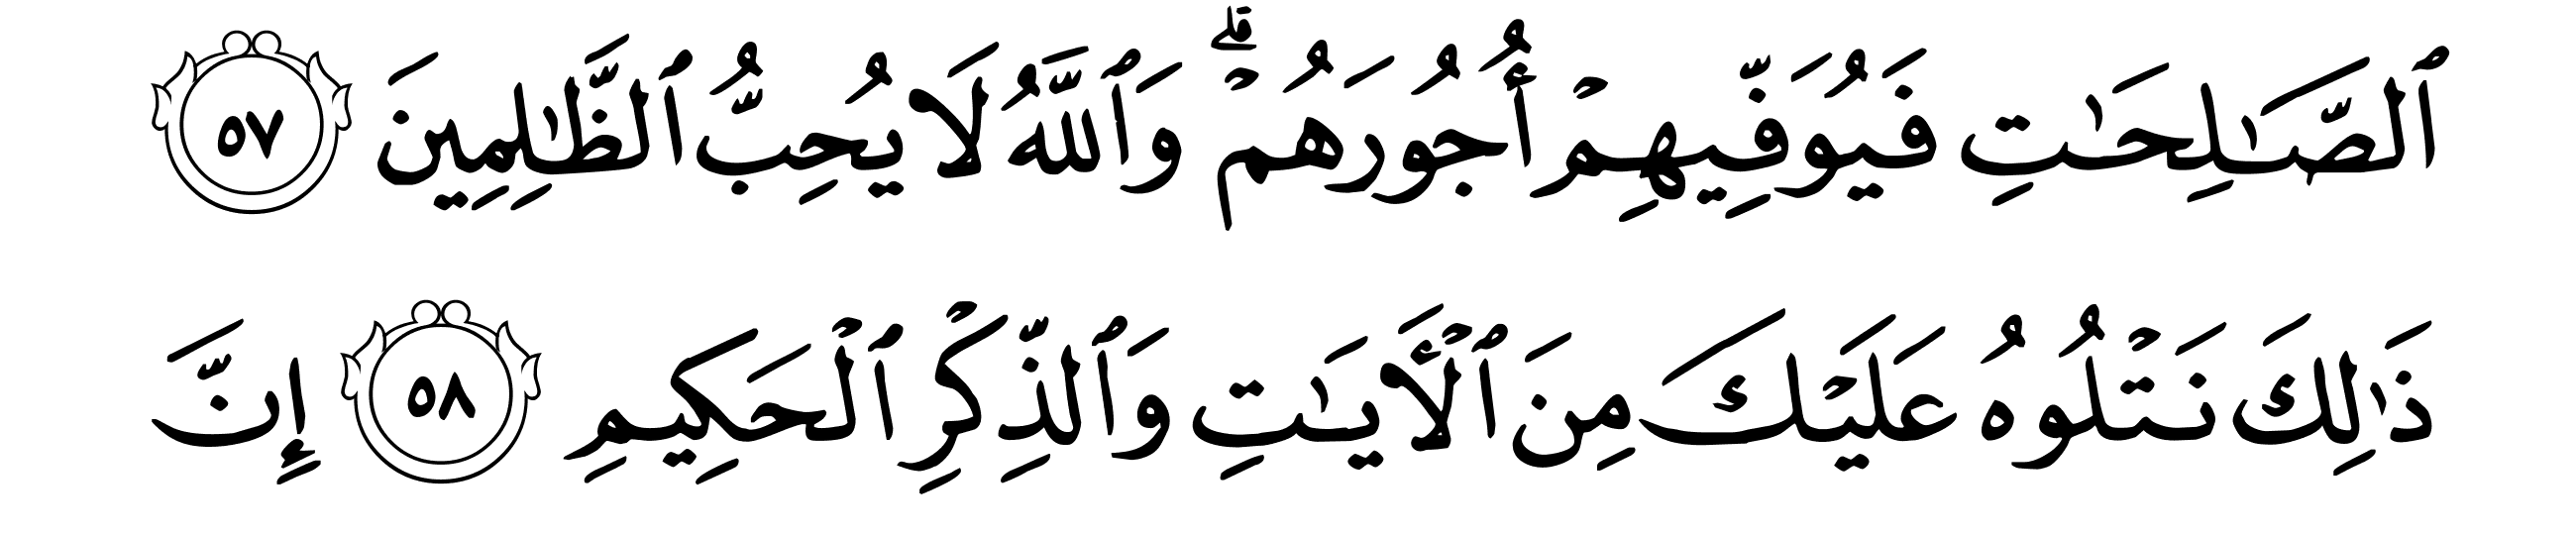 ٱلصَّـٰلِحَـٰتِ فَيُوَفِّيهِمۡ أُجُورَهُمۡۗ وَٱللَّهُ لَا يُحِبُّ ٱلظَّـٰلِمِينَ ٥٧
ذَٰلِكَ نَتۡلُوهُ عَلَيۡكَ مِنَ ٱلۡأٓيَـٰتِ وَٱلذِّكۡرِ ٱلۡحَكِيمِ ٥٨ إِنَّ